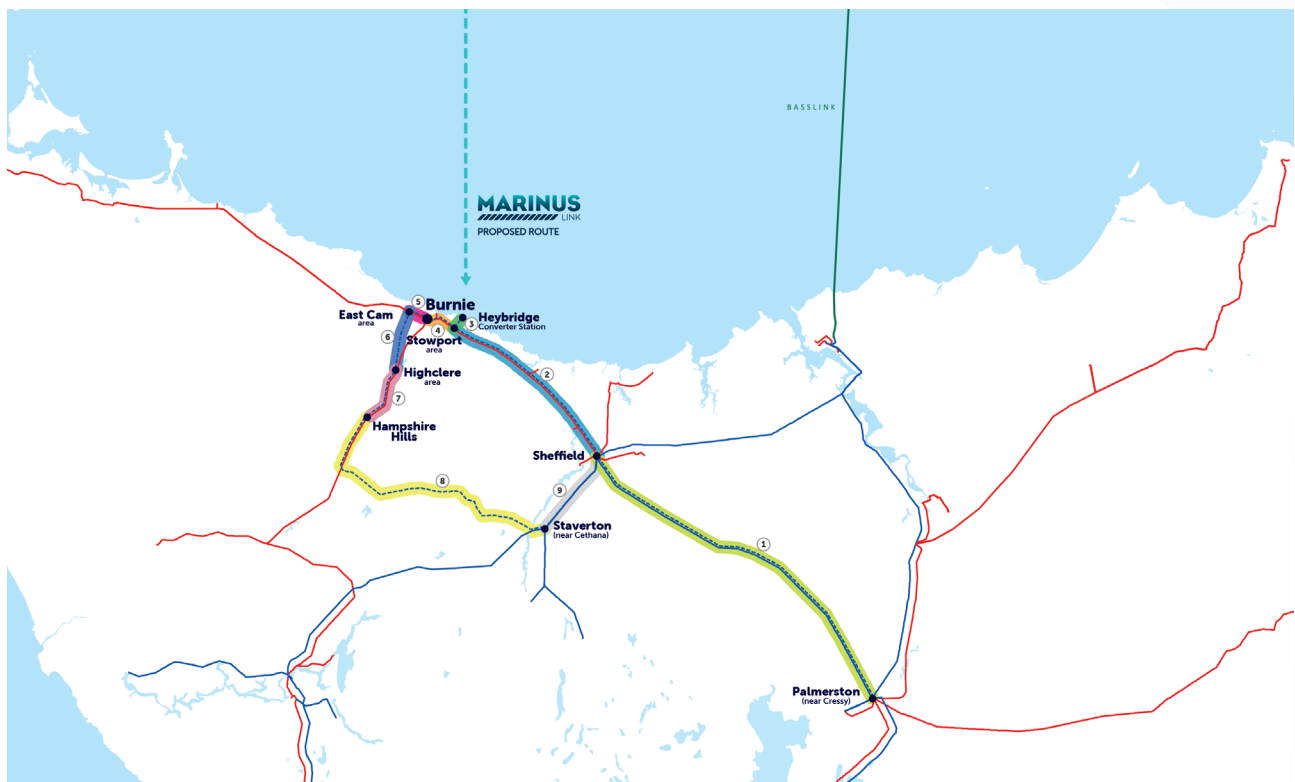 BASSLINK
MARINUS
LINK
PROPOSED ROUTE
5
Burnie
East Cam
area
Heybridge
Converter Station
3
4
6
Stowport
area
Highclere
area
2
7
Hampshire
Hills
Sheffield
8
9
Staverton
(near Cethana)
1
Palmerston
(near Cressy)